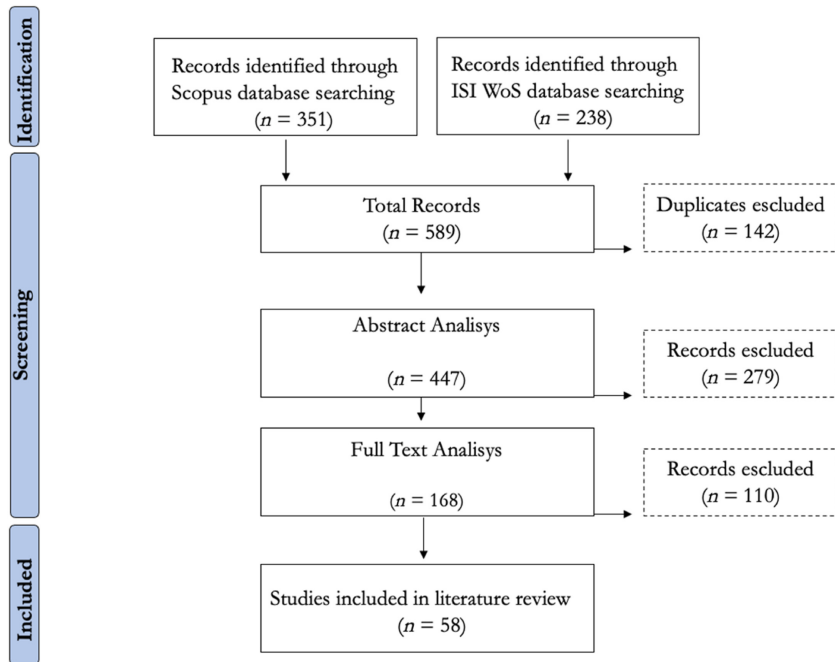 Identification
Records identified through
Scopus database searching
(n = 351)
Records identified through
ISI WoS database searching
(n = 238)
Screening
Total Records
(n = 589)
Duplicates escluded
(n = 142)
Abstract Analisys
(n = 447)
Records escluded
(n = 279)
Full Text Analisys
(n = 168)
Records escluded
(n = 110)
Included
Studies included in literature review
(n = 58)